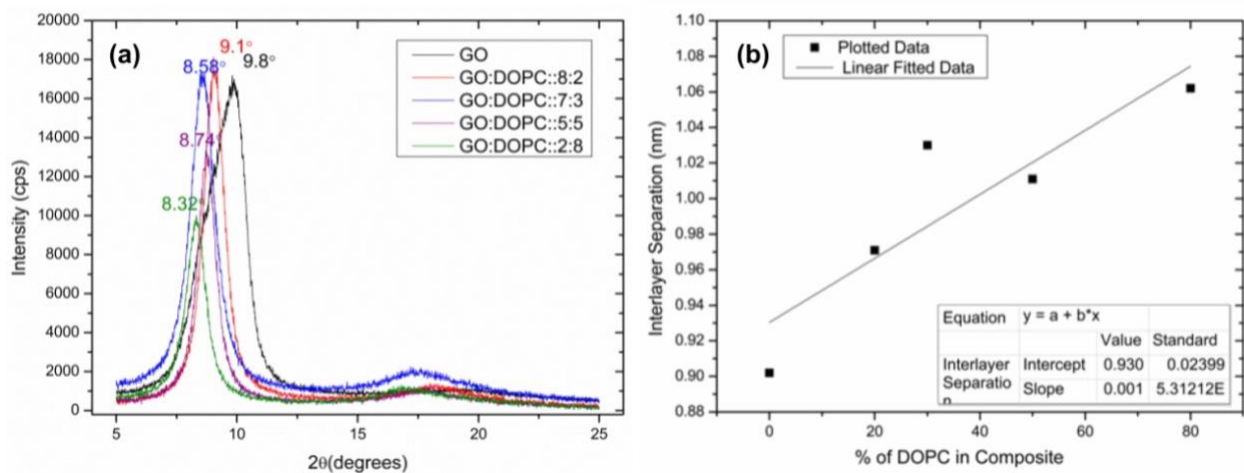 (a)
20000
18000
16000
14000
12000
10000
8000
6000
4000
2000
0
Intensity (cps)
5 10 15 20 25
2θ(degrees)
9.1°
8.58° 9.8°
8.74°
8.32°
GO
GO:DOPC::8:2
GO:DOPC::7:3
GO:DOPC::5:5
GO:DOPC::2:8
(b)
1.10
1.08
1.06
1.04
1.02
1.00
0.98
0.96
0.94
0.92
0.90
0.88
Interlayer Separation (nm)
0 20 40 60 80
% of DOPC in Composite
Plotted Data
Linear Fitted Data
Equation y = a + b*x
Value Standard
Interlayer Intercept 0.930 0.02399
Separatio Slope 0.001 5.31212E
n